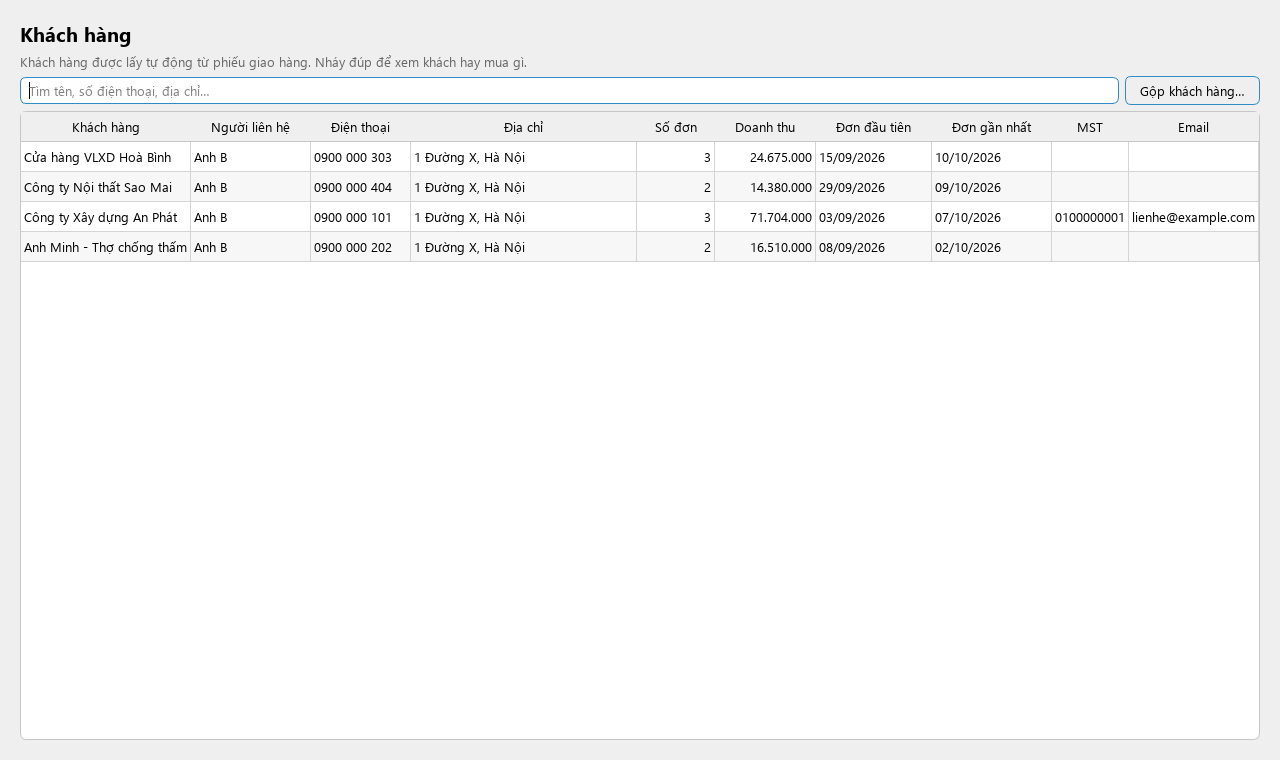 Khách hàng
Khách hàng được lấy tự động từ phiếu giao hàng. Nháy đúp để xem khách hay mua gì.
Tìm tên, số điện thoại, địa chỉ... Gộp khách hàng...
Khách hàng Người liên hệ Điện thoại Địa chỉ Số đơn Doanh thu Đơn đầu tiên Đơn gần nhất MST Email
Cửa hàng VLXD Hoà Bình Anh B 0900 000 303 1 Đường X, Hà Nội 3 24.675.000 15/09/2026 10/10/2026
Công ty Nội thất Sao Mai Anh B 0900 000 404 1 Đường X, Hà Nội 2 14.380.000 29/09/2026 09/10/2026
Công ty Xây dựng An Phát Anh B 0900 000 101 1 Đường X, Hà Nội 3 71.704.000 03/09/2026 07/10/2026 0100000001 lienhe@example.com
Anh Minh - Thợ chống thấm Anh B 0900 000 202 1 Đường X, Hà Nội 2 16.510.000 08/09/2026 02/10/2026